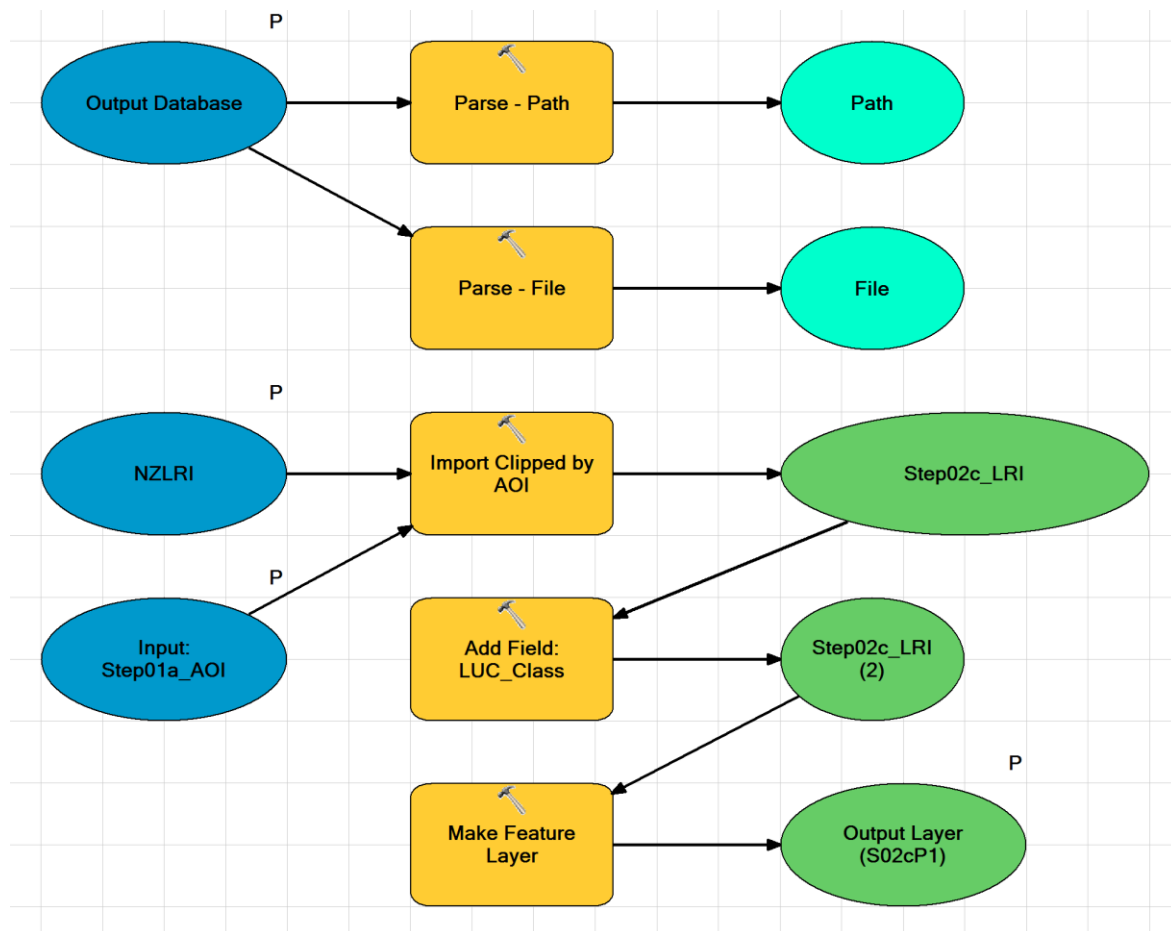 P
Output Database
Parse - Path
Path
Parse - File
File
P
NZLRI
Import Clipped by
AOI
Step02c_LRI
P
Input:
Step01a_AOI
Add Field:
LUC_Class
Step02c_LRI
(2)
P
Make Feature
Layer
Output Layer
(S02cP1)